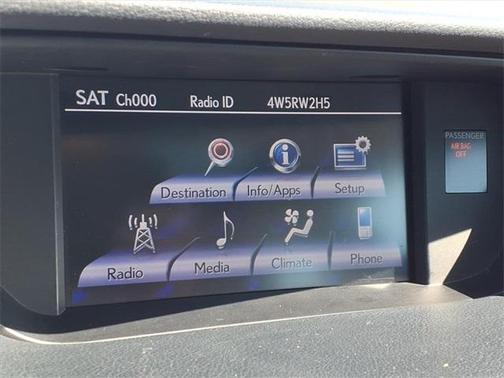 SAT Ch000 Radio ID 4W5RW2H5
PASSENGER
AIR BAG
OFF
Destination Info/Apps Setup
Radio Media Climate Phone